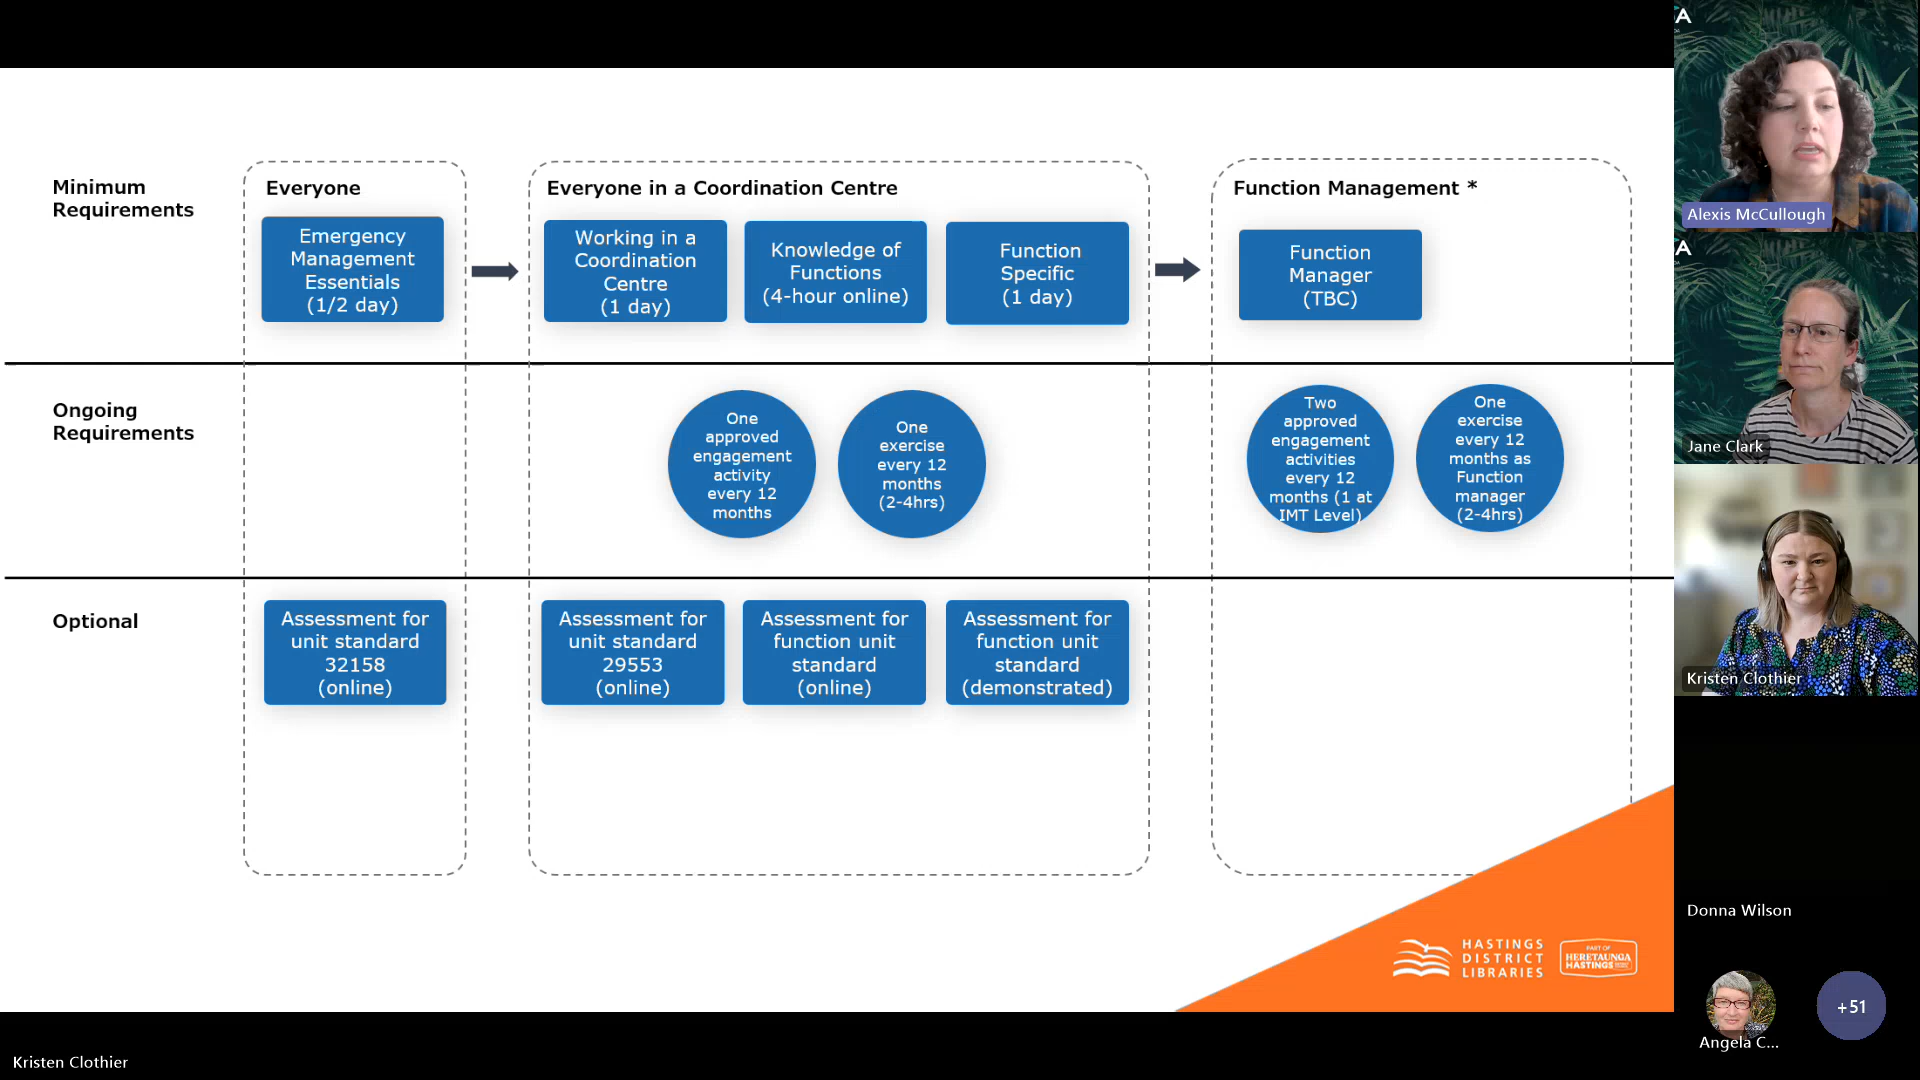 Minimum
Requirements
Everyone
Emergency
Management
Essentials
(1/2 day)
Everyone in a Coordination Centre
Working in a
Coordination
Centre
(1 day)
Knowledge of
Functions
(4-hour online)
Function
Specific
(1 day)
Function Management *
Function
Manager
(TBC)
Ongoing
Requirements
One
approved
engagement
activity
every 12
months
One
exercise
every 12
months
(2-4hrs)
Two
approved
engagement
activities
every 12
months (1 at
IMT Level)
One
exercise
every 12
months as
Function
manager
(2-4hrs)
Optional
Assessment for
unit standard
32158
(online)
Assessment for
unit standard
29553
(online)
Assessment for
function unit
standard
(online)
Assessment for
function unit
standard
(demonstrated)
HASTINGS
DISTRICT
LIBRARIES
PART OF
HERETAUNGA
HASTINGS
Kristen Clothier
A
Alexis McCullough
A
Jane Clark
Kristen Clothier
Donna Wilson
Angela C...
+51